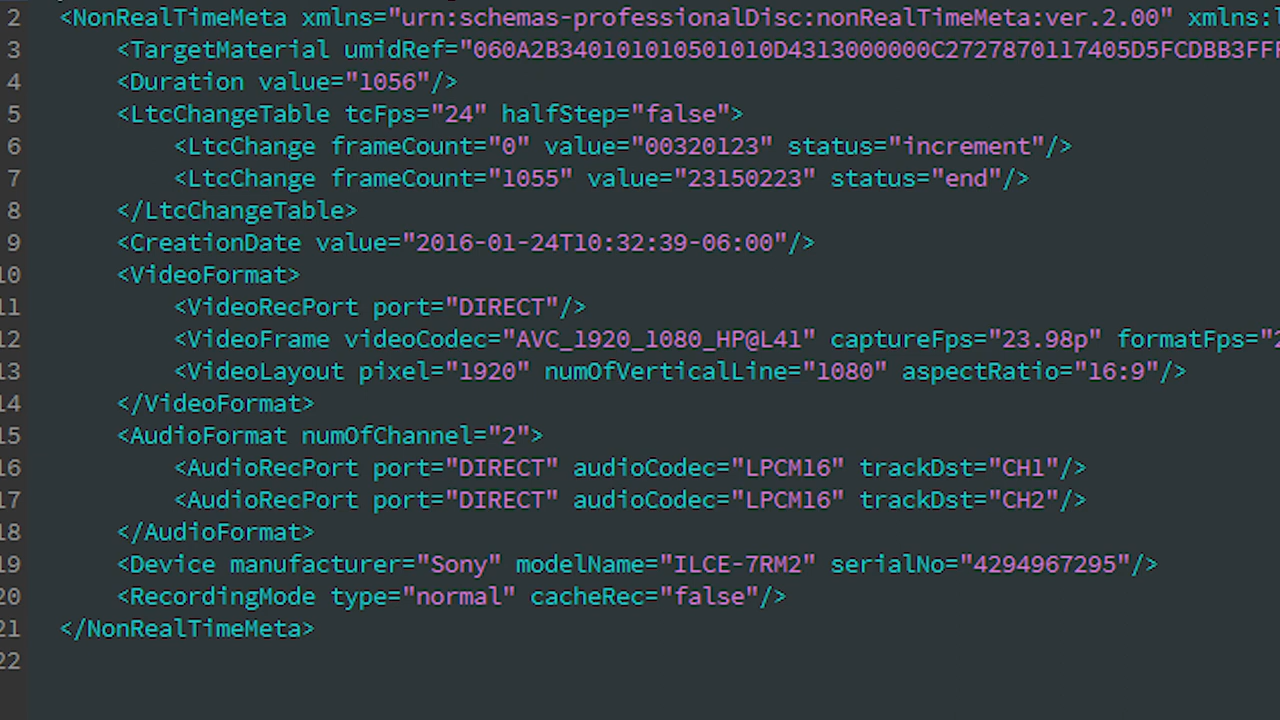 2 <NonRealTimeMeta xmlns="urn:schemas-professionalDisc:nonRealTimeMeta:ver.2.00" xmlns:
3 <TargetMaterial umidRef="060A2B340101010501010D4313000000C2727870117405D5FCDBB3FFF
4 <Duration value="1056"/>
5 <LtcChangeTable tcFps="24" halfStep="false">
6 <LtcChange frameCount="0" value="00320123" status="increment"/>
7 <LtcChange frameCount="1055" value="23150223" status="end"/>
8 </LtcChangeTable>
9 <CreationDate value="2016-01-24T10:32:39-06:00"/>
10 <VideoFormat>
11 <VideoRecPort port="DIRECT"/>
12 <VideoFrame videoCodec="AVC_1920_1080_HP@L41" captureFps="23.98p" formatFps="2
13 <VideoLayout pixel="1920" numOfVerticalLine="1080" aspectRatio="16:9"/>
14 </VideoFormat>
15 <AudioFormat numOfChannel="2">
16 <AudioRecPort port="DIRECT" audioCodec="LPCM16" trackDst="CH1"/>
17 <AudioRecPort port="DIRECT" audioCodec="LPCM16" trackDst="CH2"/>
18 </AudioFormat>
19 <Device manufacturer="Sony" modelName="ILCE-7RM2" serialNo="4294967295"/>
20 <RecordingMode type="normal" cacheRec="false"/>
21 </NonRealTimeMeta>
22